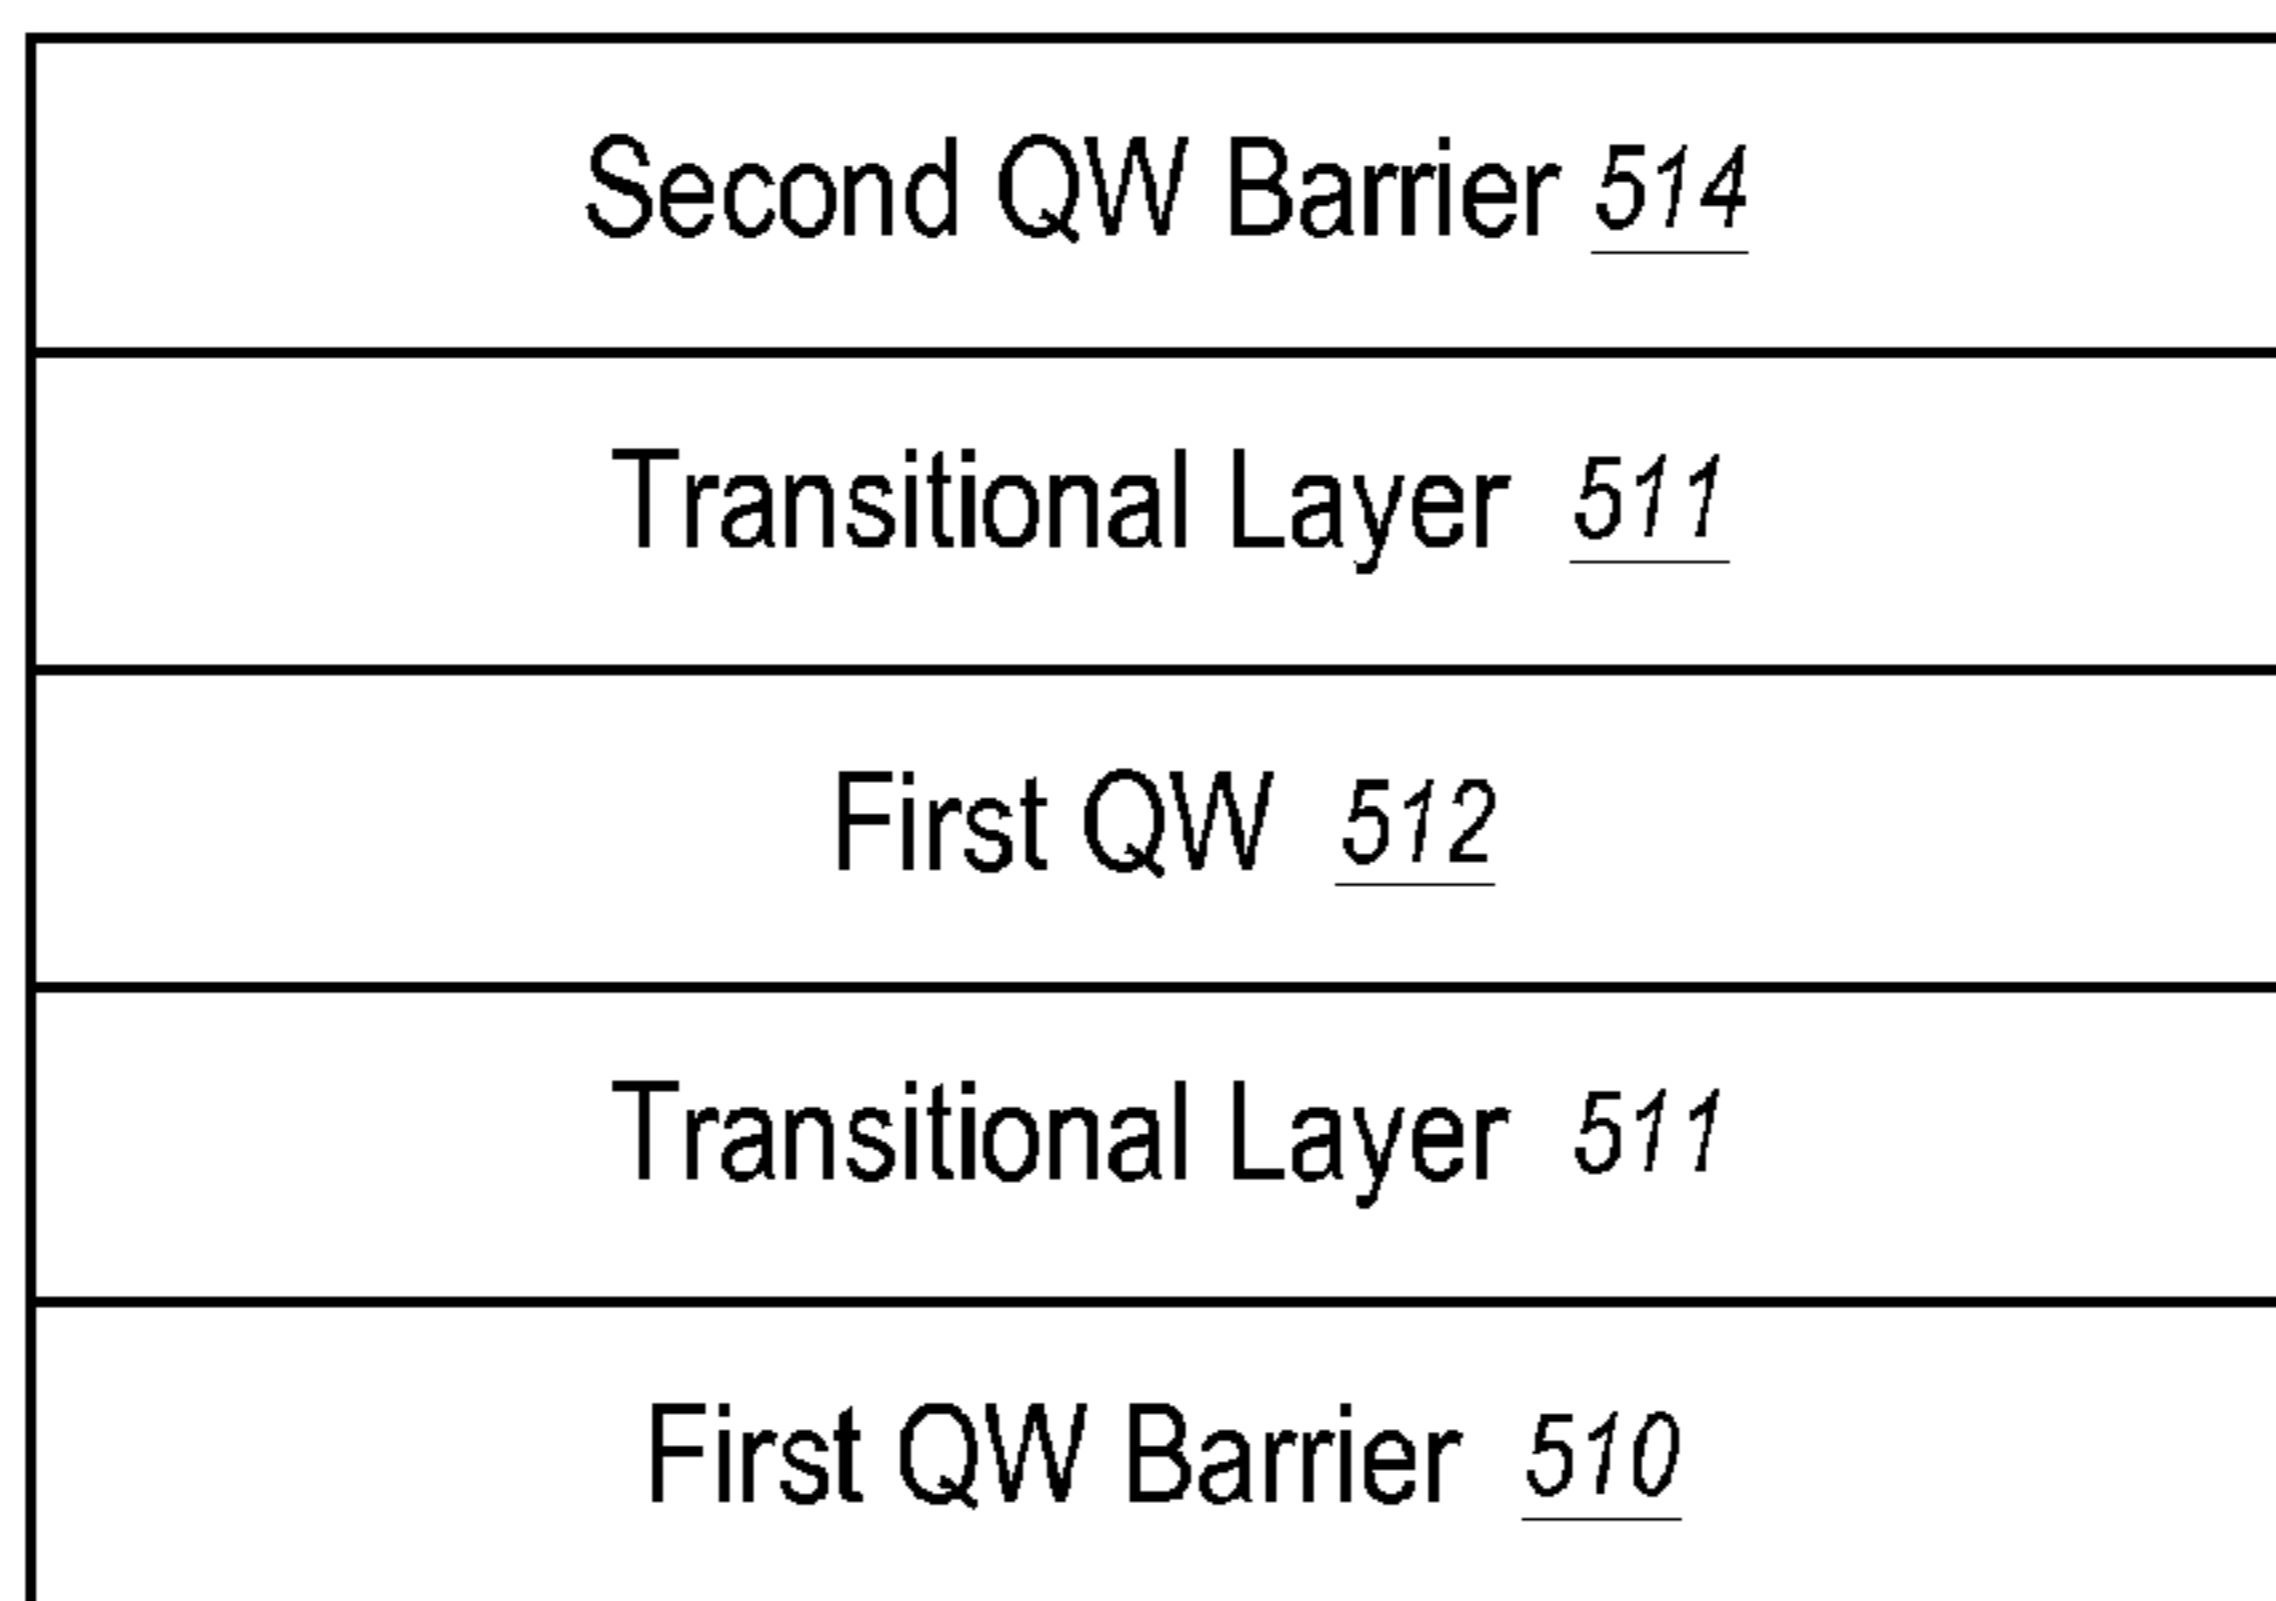 Second QW Barrier 514
Transitional Layer 511
First QW 512
Transitional Layer 511
First QW Barrier 510